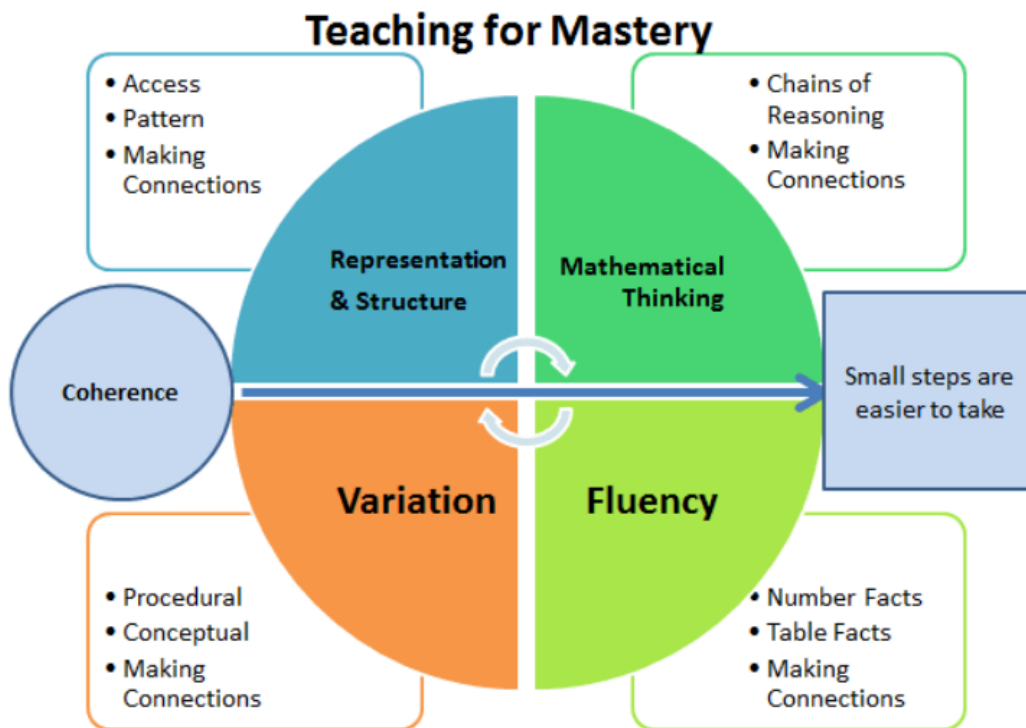 Teaching for Mastery
• Access
• Pattern
• Making
Connections
• Chains of
Reasoning
• Making
Connections
Representation
& Structure
Mathematical
Thinking
Coherence
Small steps are
easier to take
Variation
Fluency
• Procedural
• Conceptual
• Making
Connections
• Number Facts
• Table Facts
• Making
Connections